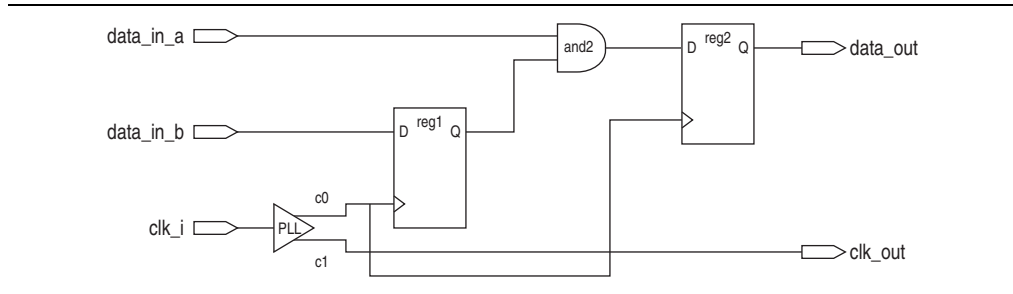 data_in_a
and2
D reg2 Q
data_out
data_in_b
D reg1 Q
clk_i
PLL
c0
c1
clk_out